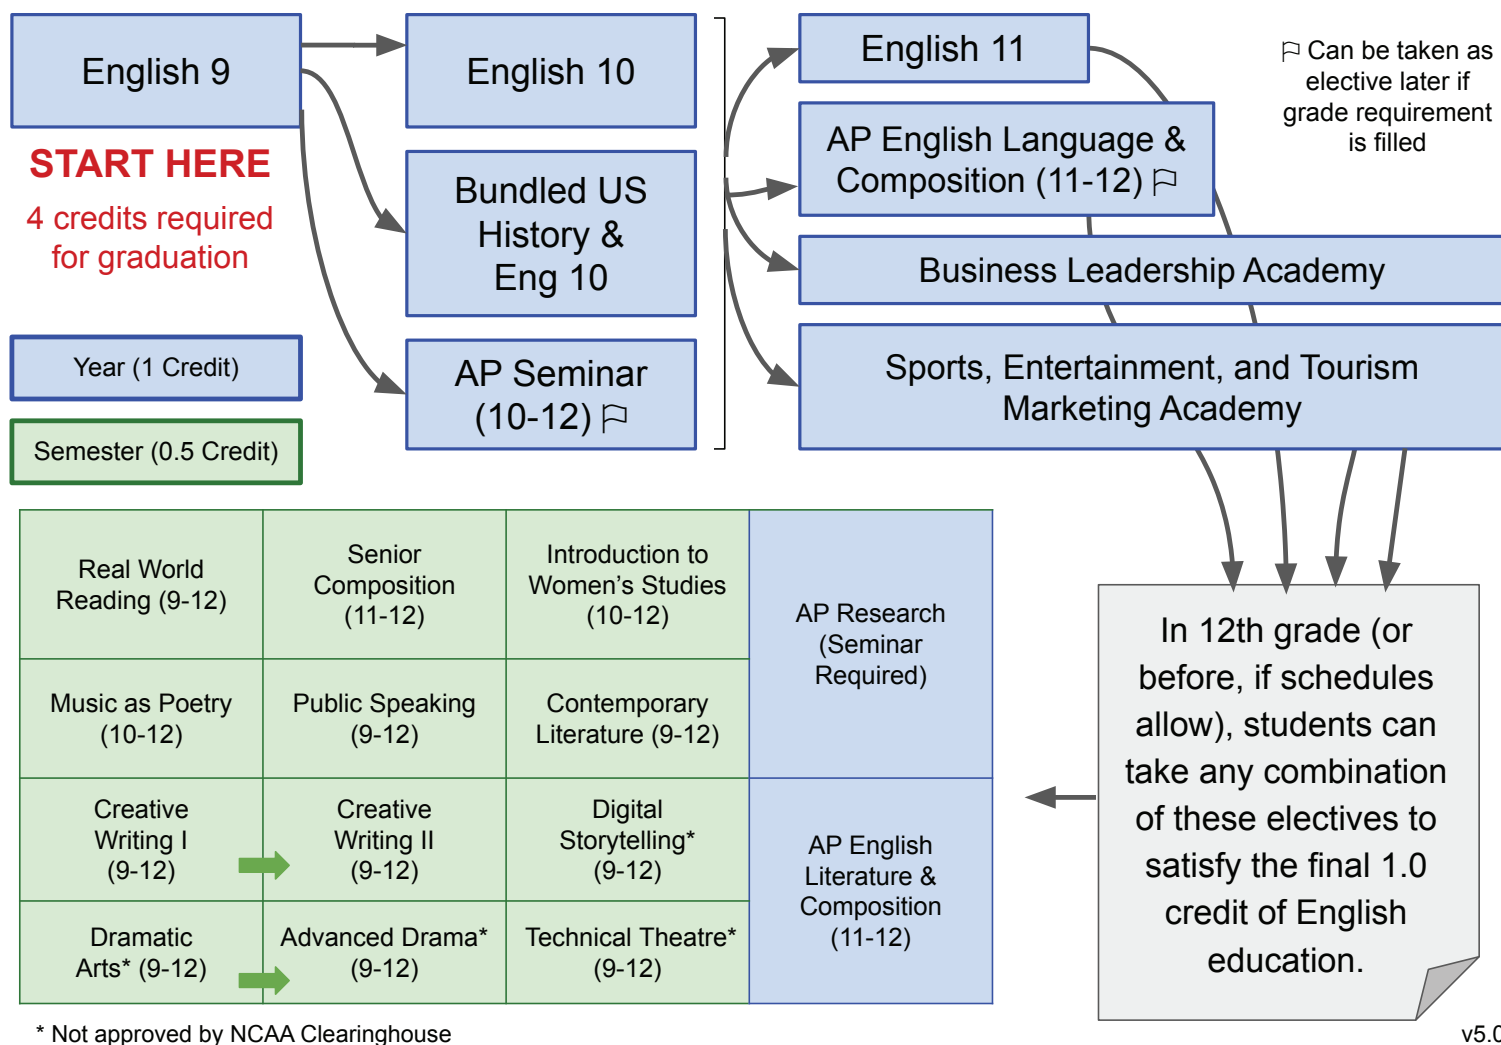 English 9
START HERE
4 credits required
for graduation
Year (1 Credit)
Semester (0.5 Credit)
English 10
Bundled US
History &
Eng 10
AP Seminar
(10-12) ⚐
English 11
AP English Language &
Composition (11-12) ⚐
Business Leadership Academy
Sports, Entertainment, and Tourism
Marketing Academy
⚐ Can be taken as
elective later if
grade requirement
is filled
Real World
Reading (9-12)
Senior
Composition
(11-12)
Introduction to
Women’s Studies
(10-12)
AP Research
(Seminar
Required)
Music as Poetry
(10-12)
Public Speaking
(9-12)
Contemporary
Literature (9-12)
Creative
Writing I
(9-12)
Creative
Writing II
(9-12)
Digital
Storytelling*
(9-12)
AP English
Literature &
Composition
(11-12)
Dramatic
Arts* (9-12)
Advanced Drama*
(9-12)
Technical Theatre*
(9-12)
In 12th grade (or
before, if schedules
allow), students can
take any combination
of these electives to
satisfy the final 1.0
credit of English
education.
* Not approved by NCAA Clearinghouse
v5.0